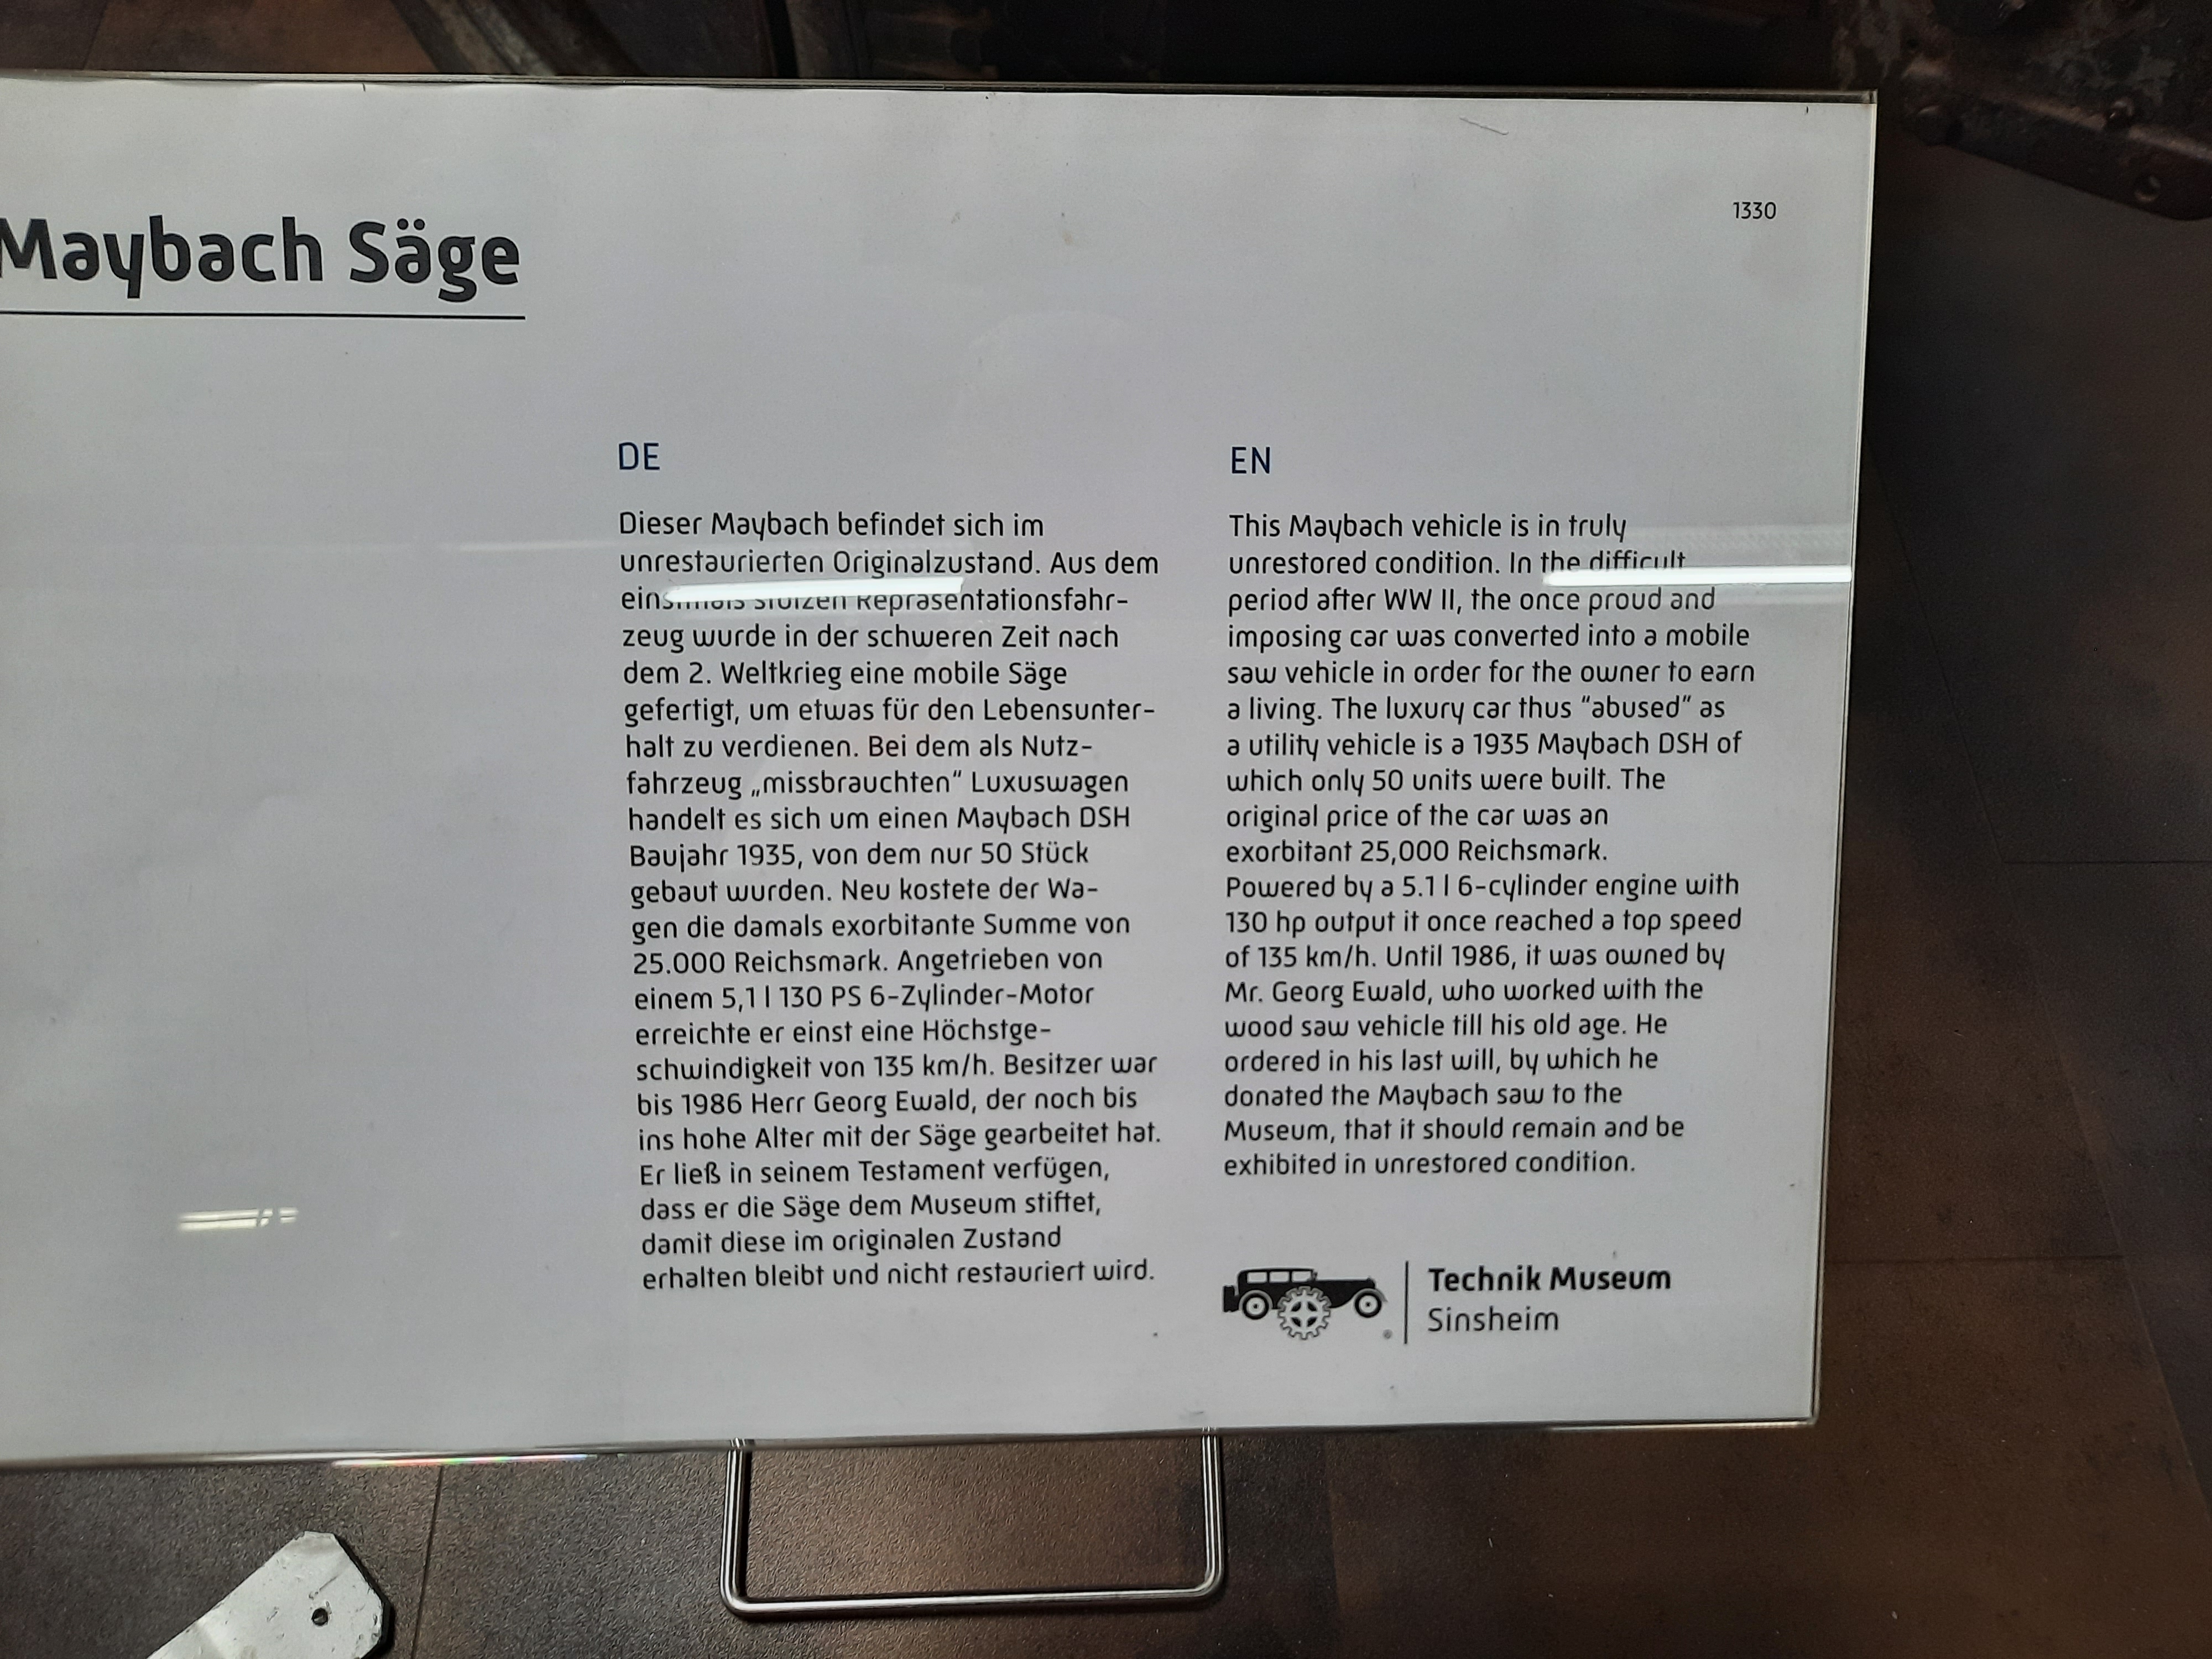 Maybach Säge
1330
DE
Dieser Maybach befindet sich im
unrestaurierten Originalzustand. Aus dem
einsmals stolzen Repräsentationsfahr-
zeug wurde in der schweren Zeit nach
dem 2. Weltkrieg eine mobile Säge
gefertigt, um etwas für den Lebensunter-
halt zu verdienen. Bei dem als Nutz-
fahrzeug „missbrauchten“ Luxuswagen
handelt es sich um einen Maybach DSH
Baujahr 1935, von dem nur 50 Stück
gebaut wurden. Neu kostete der Wa-
gen die damals exorbitante Summe von
25.000 Reichsmark. Angetrieben von
einem 5,1 l 130 PS 6-Zylinder-Motor
erreichte er einst eine Höchstge-
schwindigkeit von 135 km/h. Besitzer war
bis 1986 Herr Georg Ewald, der noch bis
ins hohe Alter mit der Säge gearbeitet hat.
Er ließ in seinem Testament verfügen,
dass er die Säge dem Museum stiftet,
damit diese im originalen Zustand
erhalten bleibt und nicht restauriert wird.
EN
This Maybach vehicle is in truly
unrestored condition. In the difficult
period after WW II, the once proud and
imposing car was converted into a mobile
saw vehicle in order for the owner to earn
a living. The luxury car thus “abused” as
a utility vehicle is a 1935 Maybach DSH of
which only 50 units were built. The
original price of the car was an
exorbitant 25,000 Reichsmark.
Powered by a 5.1 l 6-cylinder engine with
130 hp output it once reached a top speed
of 135 km/h. Until 1986, it was owned by
Mr. Georg Ewald, who worked with the
wood saw vehicle till his old age. He
ordered in his last will, by which he
donated the Maybach saw to the
Museum, that it should remain and be
exhibited in unrestored condition.
Technik Museum
Sinsheim